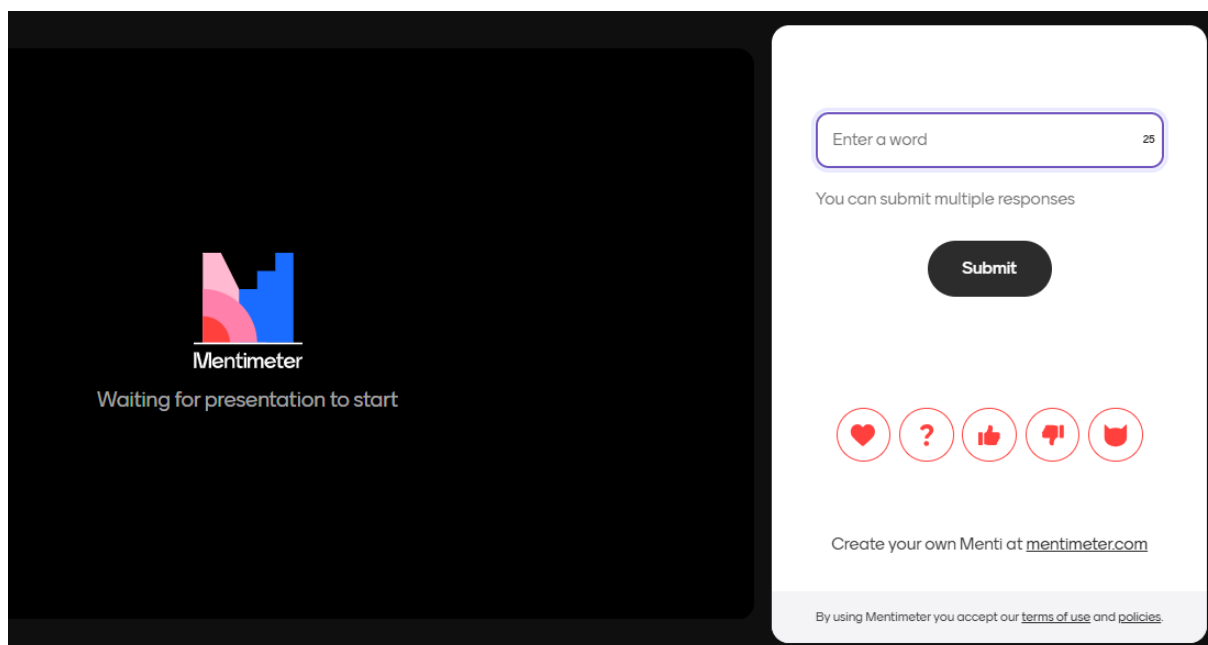 Mentimeter
Waiting for presentation to start
Enter a word 25
You can submit multiple responses
Submit
?
Create your own Menti at mentimeter.com
By using Mentimeter you accept our terms of use and policies.